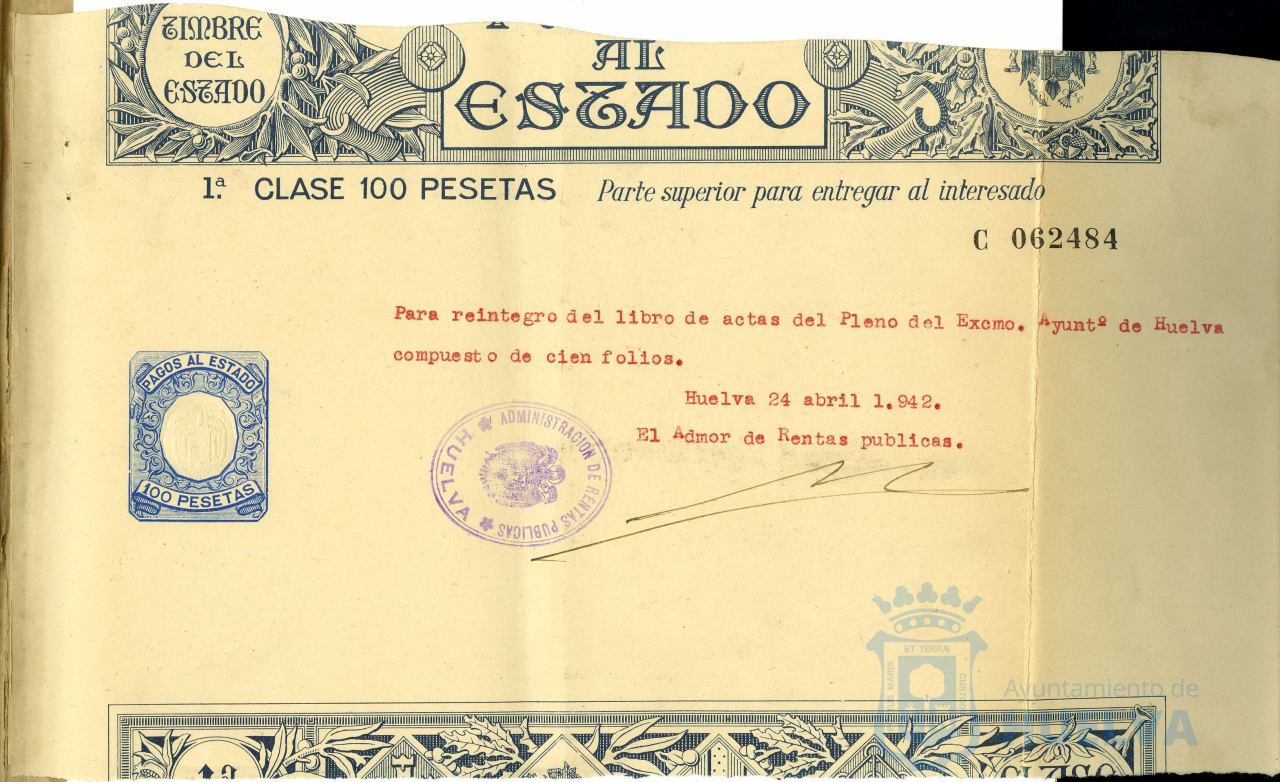 TIMBRE
DEL
ESTADO
AL
ESTADO
1.ª CLASE 100 PESETAS Parte superior para entregar al interesado
C 062484
Para reintegro del libro de actas del Pleno del Excmo. Ayuntº de Huelva
compuesto de cien folios.
Huelva 24 abril 1.942.
El Admor de Rentas publicas.
PAGOS AL ESTADO
100 PESETAS
ADMINISTRACION DE RENTAS PUBLICAS
HUELVA
ET TERRÆ
MARIS
Ayuntamiento de
HUELVA
1ª